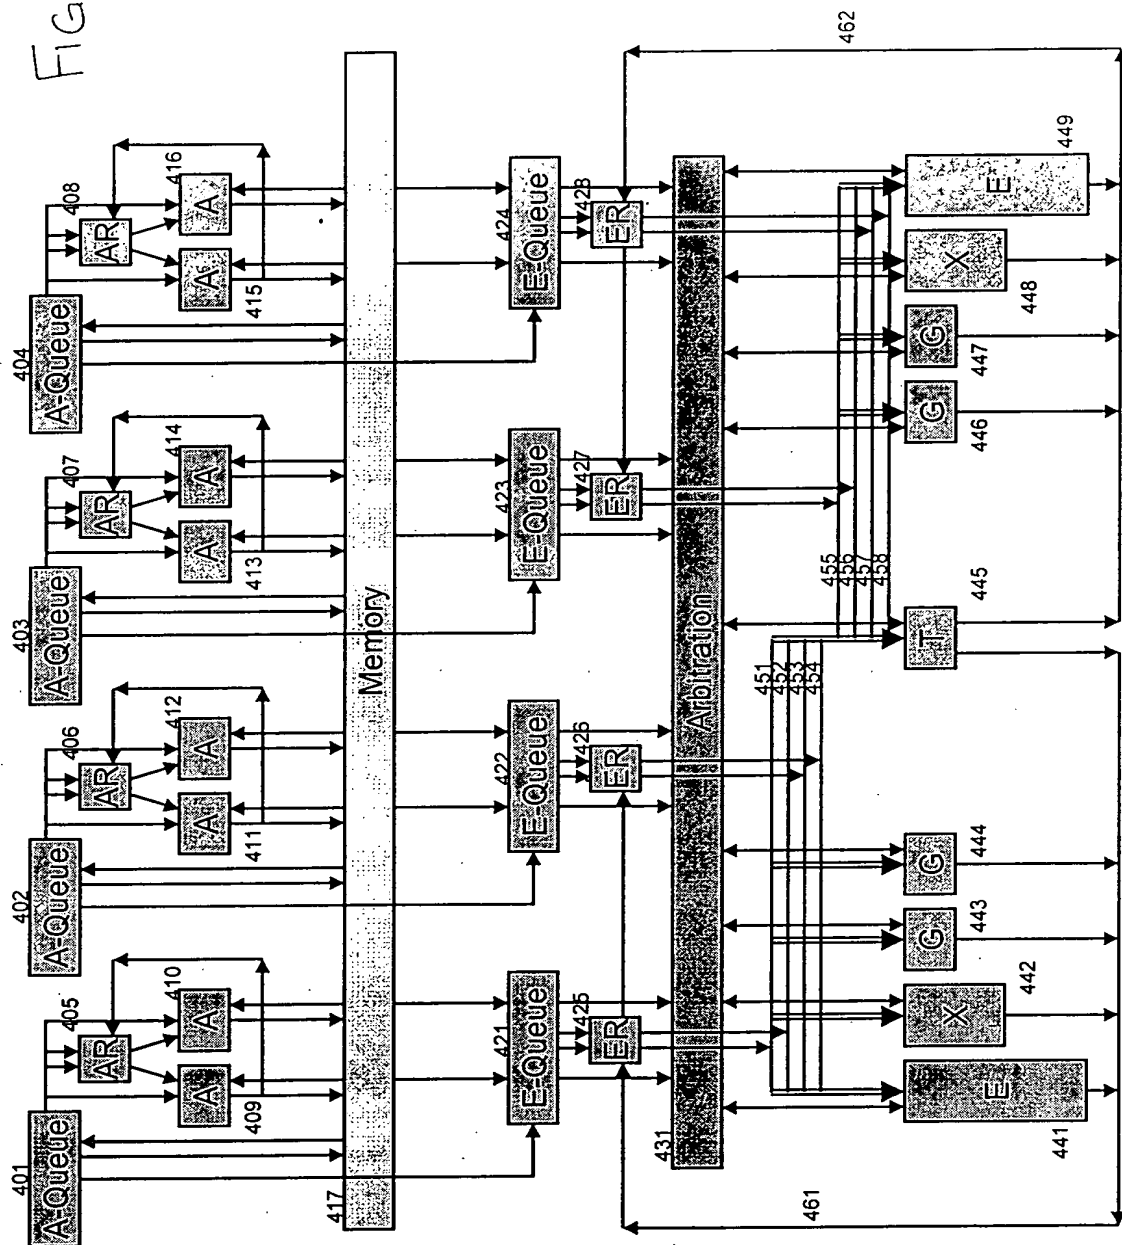 FIG
401
A-Queue
402
A-Queue
403
A-Queue
404
A-Queue
405
AR
406
AR
407
AR
408
AR
A
409
A
410
A
411
A
412
A
413
A
414
A
415
A
416
417
Memory
421
E-Queue
422
E-Queue
423
E-Queue
424
E-Queue
425
ER
426
ER
427
ER
428
ER
431
Arbitration
451
452
453
454
455
456
457
458
441
E
442
X
443
G
444
G
445
T
446
G
447
G
448
X
449
E
461
462